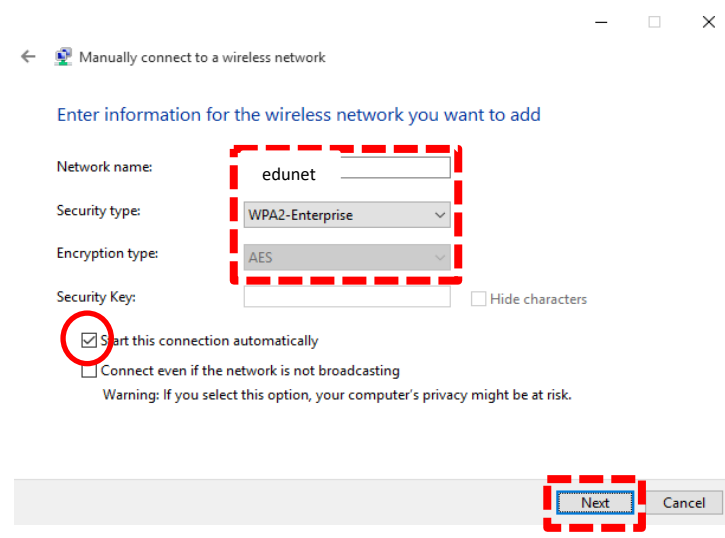 Manually connect to a wireless network
Enter information for the wireless network you want to add
Network name: edunet
Security type: WPA2-Enterprise
Encryption type: AES
Security Key: Hide characters
Start this connection automatically
Connect even if the network is not broadcasting
Warning: If you select this option, your computer's privacy might be at risk.
Next Cancel